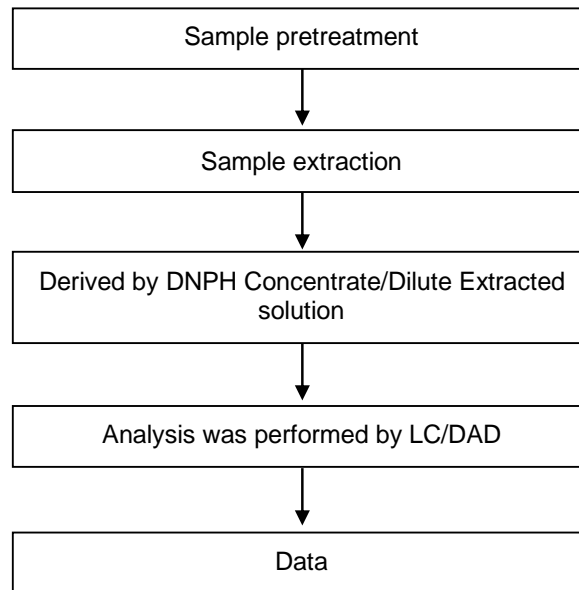 Sample pretreatment
Sample extraction
Derived by DNPH Concentrate/Dilute Extracted
solution
Analysis was performed by LC/DAD
Data